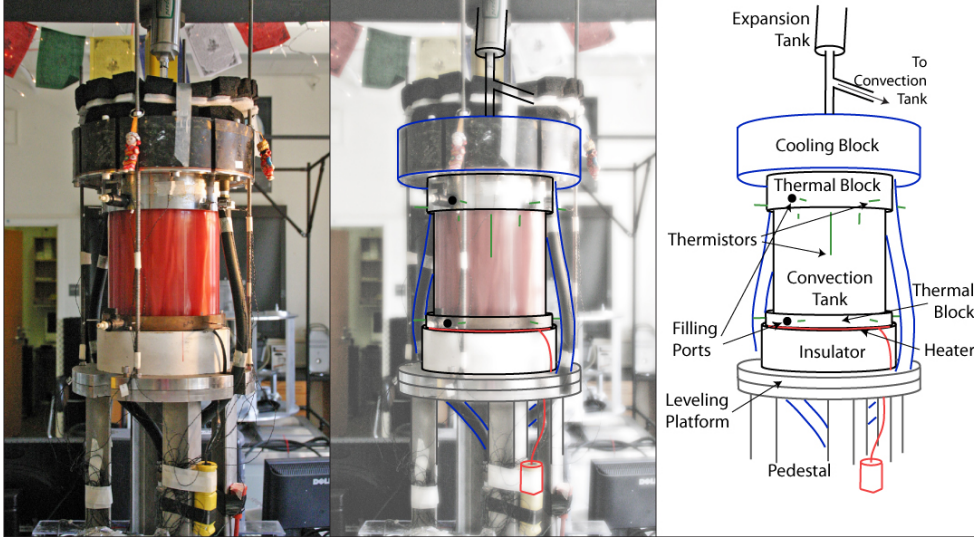 Expansion
Tank
To
Convection
Tank
Cooling Block
Thermal Block
Thermistors
Convection
Tank
Thermal
Block
Filling
Ports
Heater
Insulator
Leveling
Platform
Pedestal
DELL